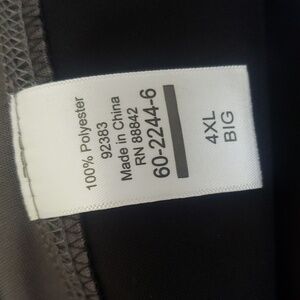 100% Polyester
92383
Made in China
RN 88842
60-2244-6
4XL
BIG